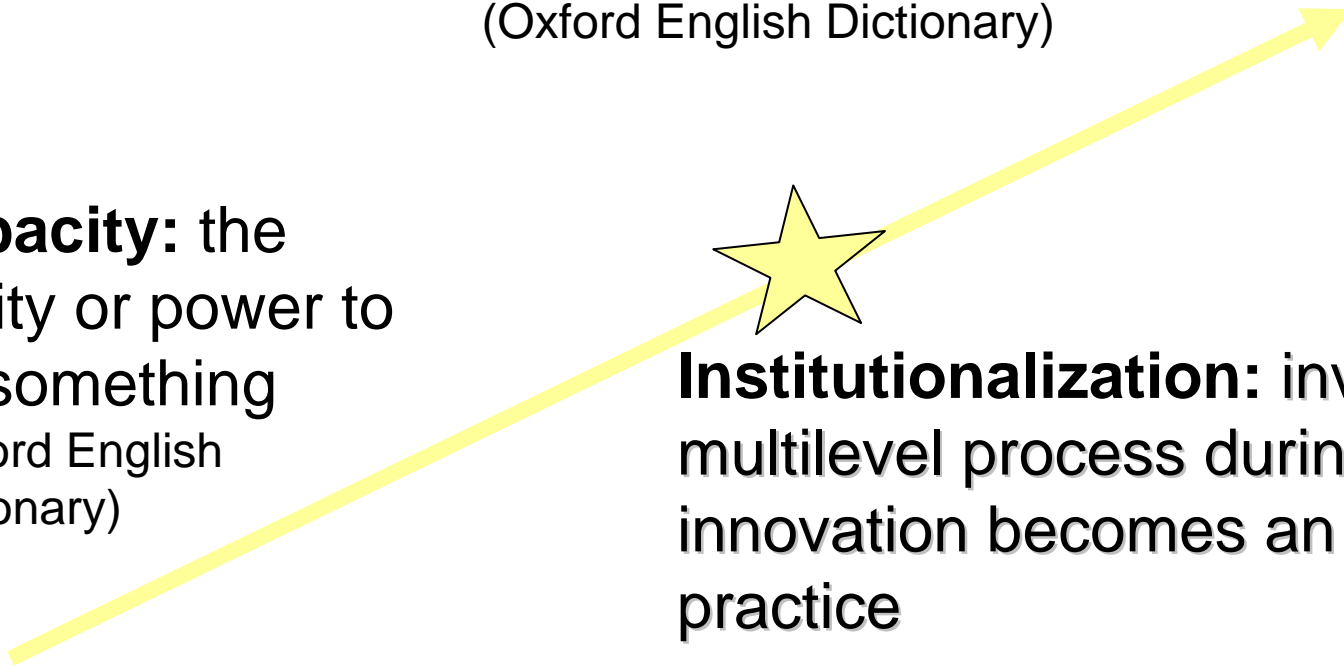 (Oxford English Dictionary)
pacity: the
ity or power to
something
ord English
onary)
Institutionalization: inv
multilevel process durin
innovation becomes an
practice